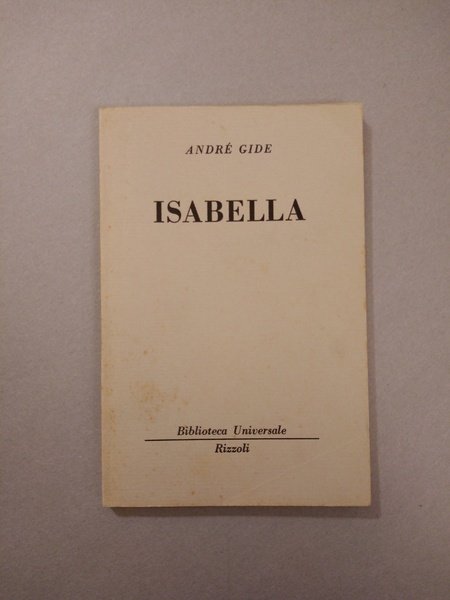 ANDRÉ GIDE
ISABELLA
Biblioteca Universale
Rizzoli